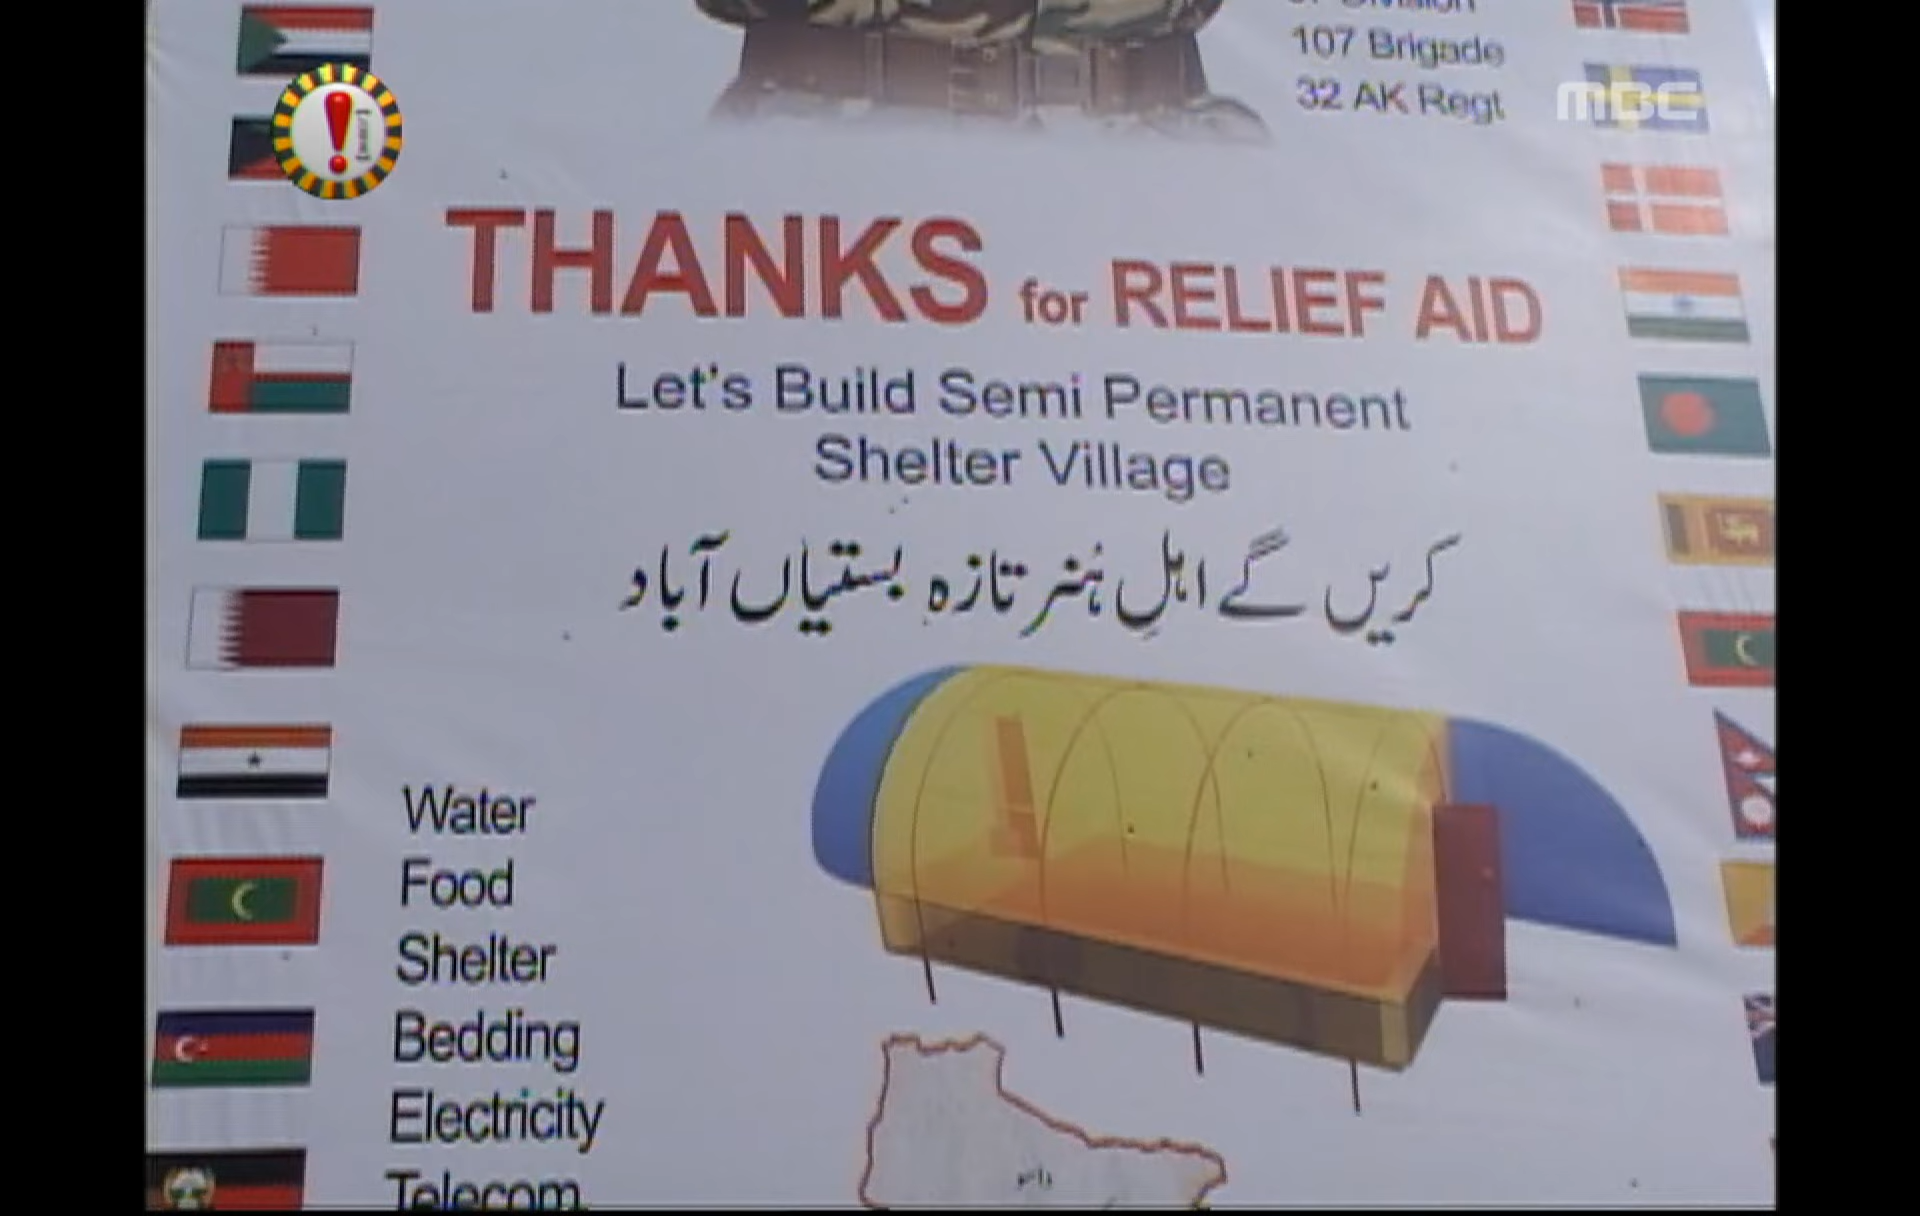 107 Brigade
32 AK Regt
MBC
THANKS for RELIEF AID
Let's Build Semi Permanent
Shelter Village
کریں گے اہلِ ہُنر تازہ بستیاں آباد
Water
Food
Shelter
Bedding
Electricity
Telecom